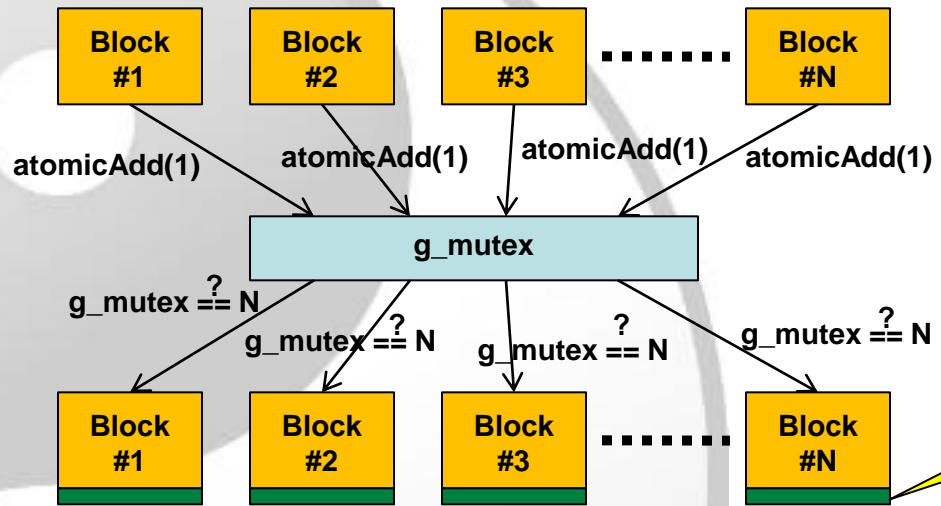 Block
#1
Block
#2
Block
#3
Block
#N
atomicAdd(1)
atomicAdd(1)
atomicAdd(1)
atomicAdd(1)
g_mutex
?
g_mutex == N
?
g_mutex == N
?
g_mutex == N
?
g_mutex == N
Block
#1
Block
#2
Block
#3
Block
#N